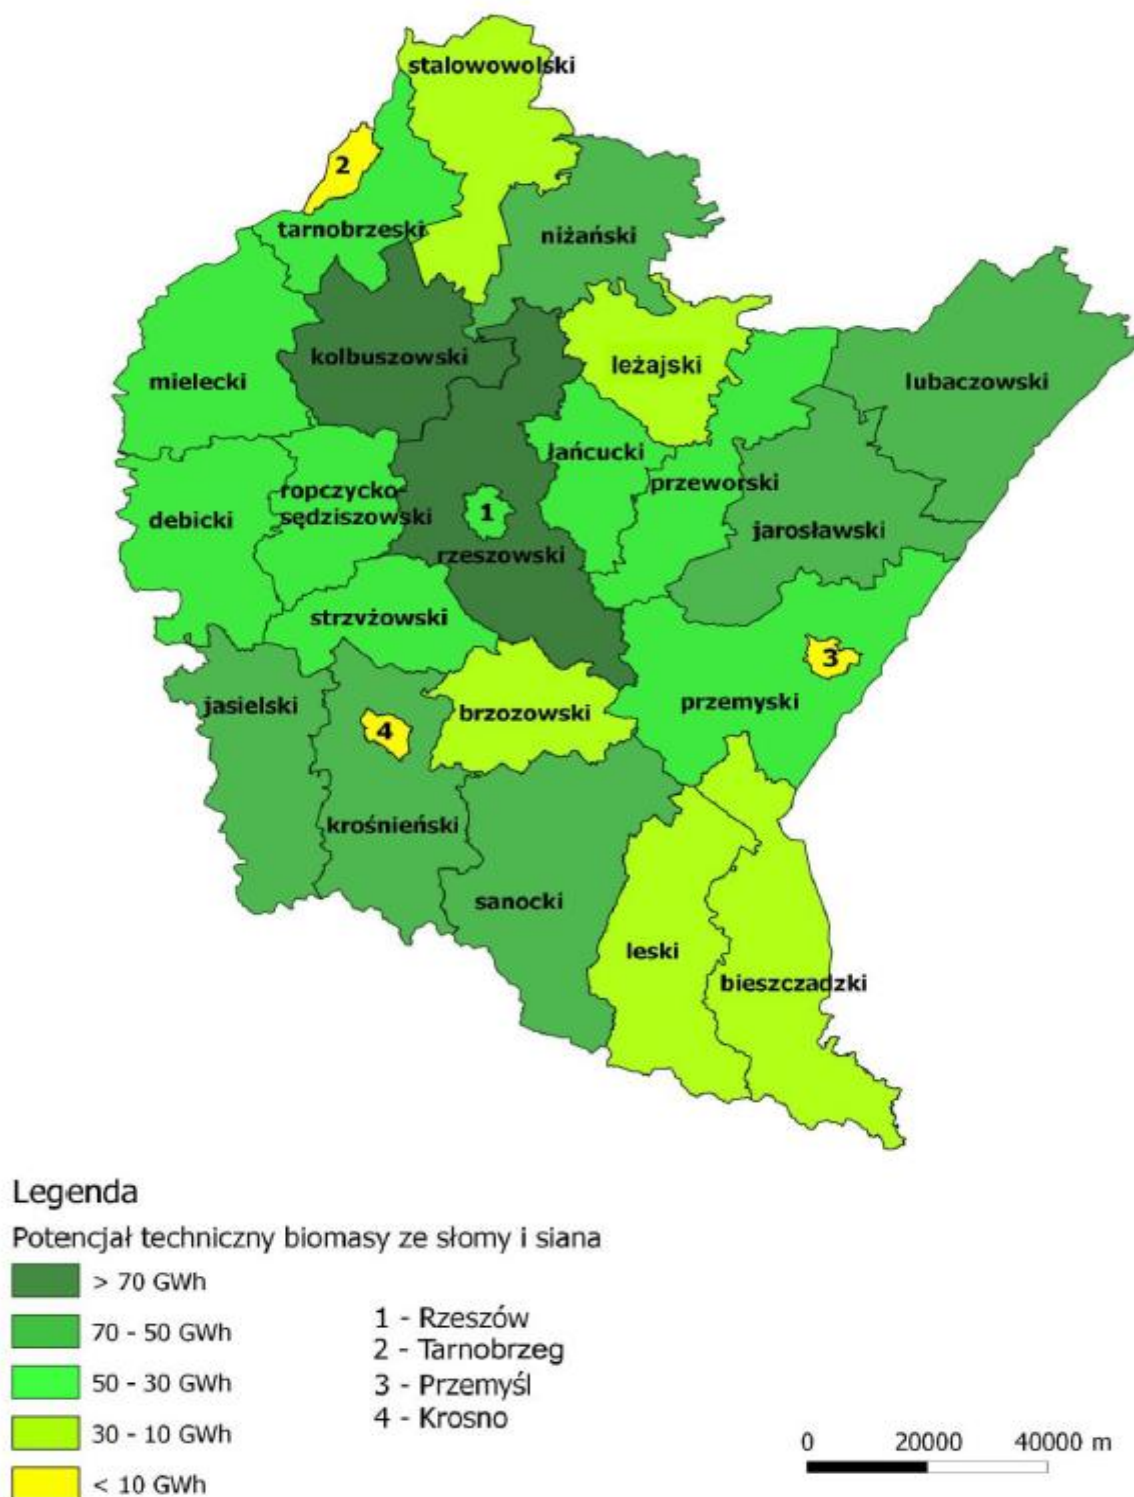 stalowowolski
2
tarnobrzeski
niżański
kolbuszowski
leżajski
mielecki
lubaczowski
łańcucki
ropczycko-
sędziszowski
przeworski
debicki
1
jarosławski
rzeszowski
strzvżowski
3
jasielski
brzozowski
przemyski
4
krośnieński
sanocki
leski
bieszczadzki
Legenda
Potencjał techniczny biomasy ze słomy i siana
> 70 GWh
70 - 50 GWh
50 - 30 GWh
30 - 10 GWh
< 10 GWh
1 - Rzeszów
2 - Tarnobrzeg
3 - Przemyśl
4 - Krosno
0 20000 40000 m